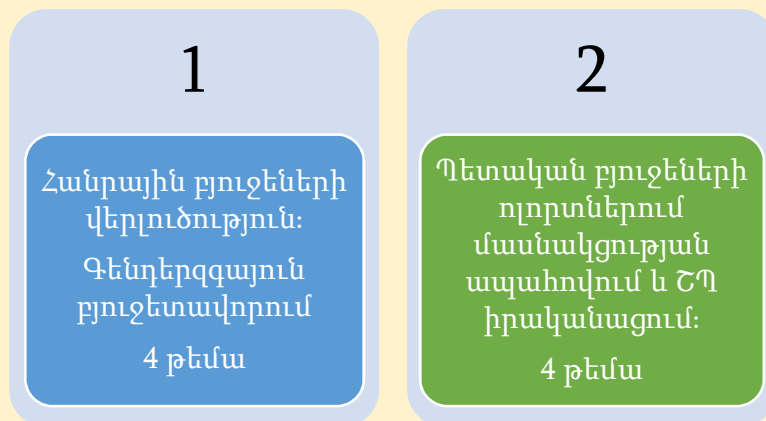 1
Հանրային բյուջեների
վերլուծություն։
Գենդերզգայուն
բյուջետավորում
4 թեմա
2
Պետական բյուջեների
ոլորտներում
մասնակցության
ապահովում և ՇՊ
իրականացում։
4 թեմա